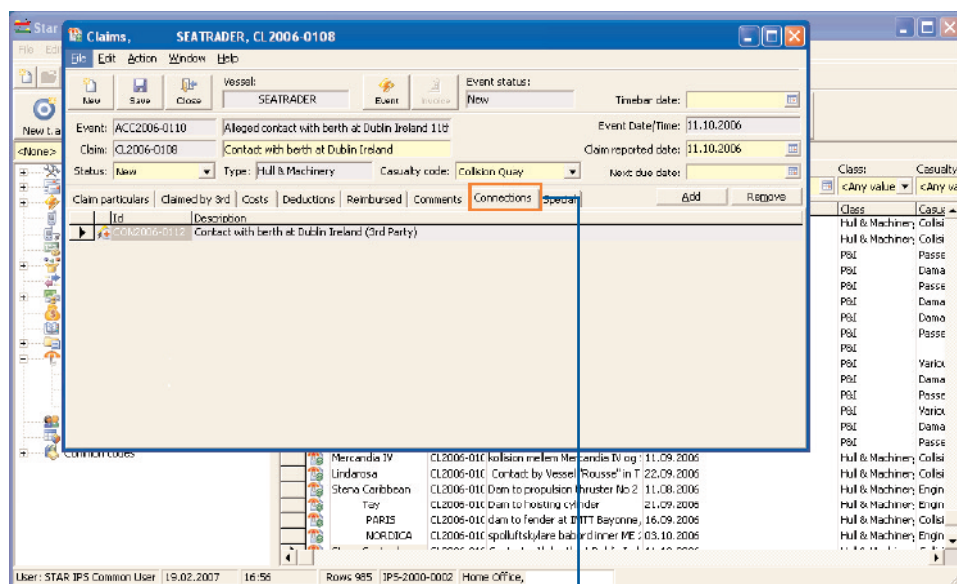 Star
Claims, SEATRADER, CL2006-0108
File Edit
File Edit Action Window Help
Vessel: Event status:
New Save Close SEATRADER Event Invoice New Timebar date:
New t.a
Event: ACC2006-0110 Alleged contact with berth at Dublin Ireland 11th Event Date/Time: 11.10.2006
<None> Claim: CL2006-0108 Contact with berth at Dublin Ireland Claim reported date: 11.10.2006
Status: New Type: Hull & Machinery Casualty code: Collision Quay Next due date: Class: Casualty
<Any value <Any va
Claim particulars Claimed by 3rd Costs Deductions Reimbursed Comments Connections Special Add Remove
Id Description Class Casua
CON2006-0112 Contact with berth at Dublin Ireland (3rd Party) Hull & Machinery Collisi
Hull & Machinery Collisi
P&I Passe
P&I Dama
P&I Passe
P&I Dama
P&I Dama
P&I Passe
P&I
P&I Variou
P&I Dama
P&I Passe
P&I Variou
P&I Dama
P&I Passe
Common codes Mercandia IV CL2006-010 kollision mellem Mercandia IV og 11.09.2006 Hull & Machinery Collisi
Lindarosa CL2006-010 Contact by Vessel "Rousse" in T 22.09.2006 Hull & Machinery Collisi
Stena Caribbean CL2006-010 Dam to propulsion thruster No 2 11.08.2006 Hull & Machinery Engin
Tay CL2006-010 Dam to hoisting cylinder 21.09.2006 Hull & Machinery Engin
PARIS CL2006-010 dam to fender at IMTT Bayonne, 16.09.2006 Hull & Machinery Collisi
NORDICA CL2006-010 spolluftskylare babord inner ME 03.10.2006 Hull & Machinery Engin
User: STAR IPS Common User 19.02.2007 16:56 Rows 985 IPS-2000-0002 Home Office,